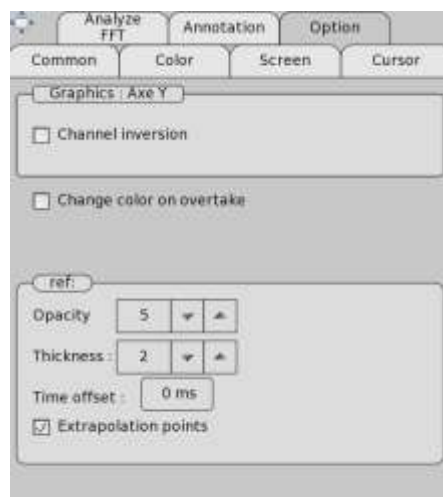 Analyze
FFT
Annotation
Option
Common
Color
Screen
Cursor
Graphics : Axe Y
Channel inversion
Change color on overtake
ref:
Opacity 5
Thickness : 2
Time offset : 0 ms
Extrapolation points